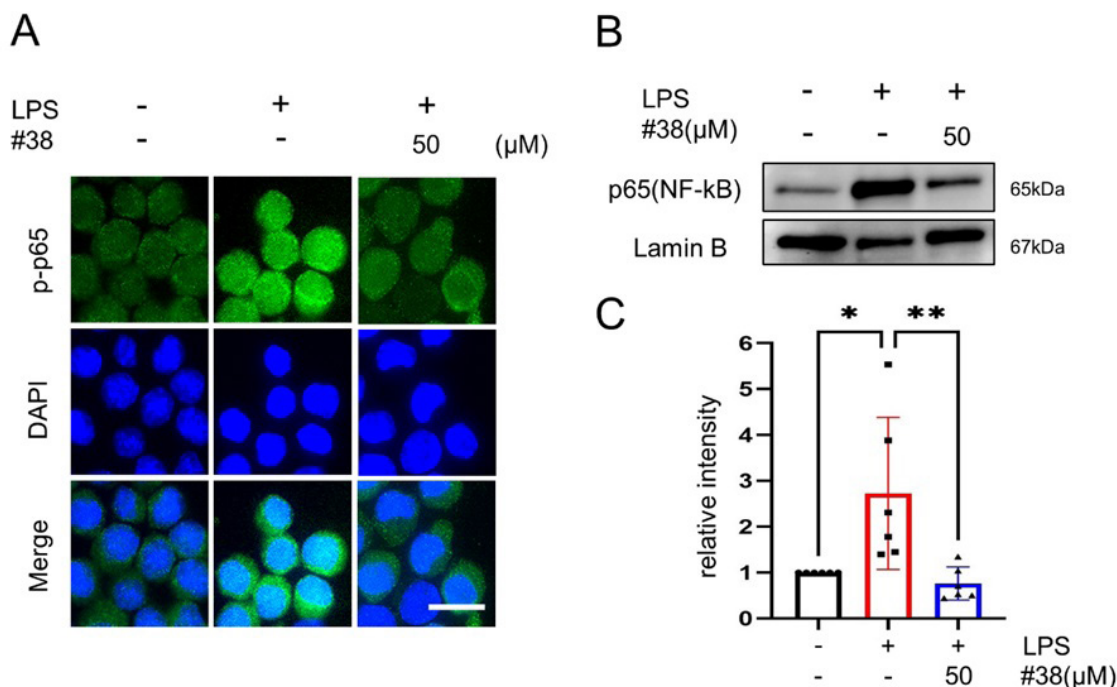 A
LPS - + +
#38 - - 50 (µM)
p-p65
DAPI
Merge
B
LPS - + +
#38(µM) - - 50
p65(NF-kB) 65kDa
Lamin B 67kDa
C
* **
relative intensity
6
5
4
3
2
1
0
- + + LPS
- - 50 #38(µM)